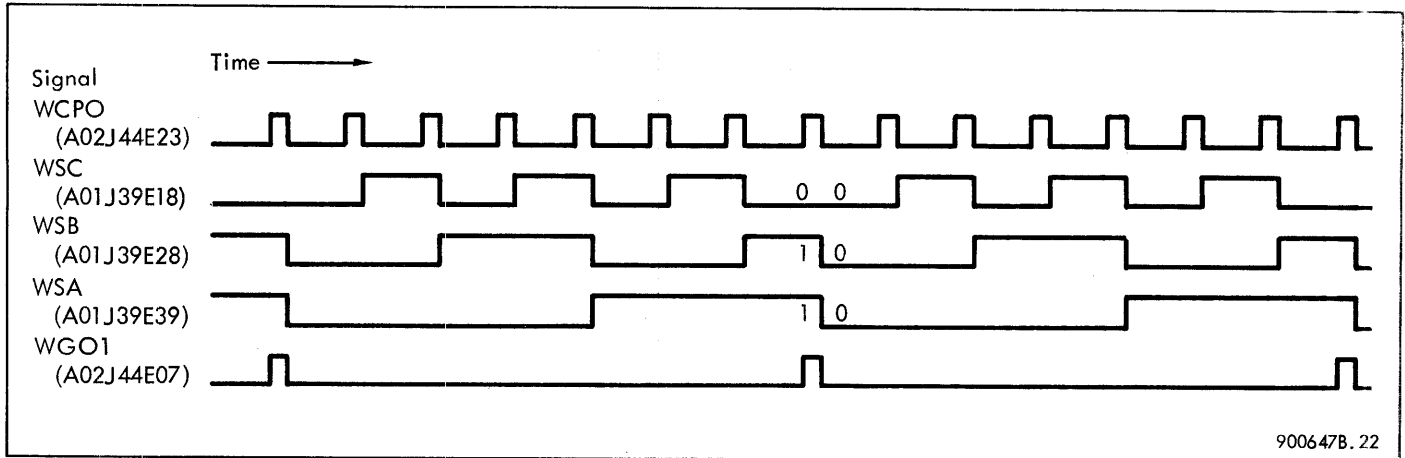 Time
Signal
WCPO
(A02J44E23)
WSC
(A01J39E18)
0 0
WSB
(A01J39E28)
1 0
WSA
(A01J39E39)
1 0
WGO1
(A02J44E07)
900647B.22